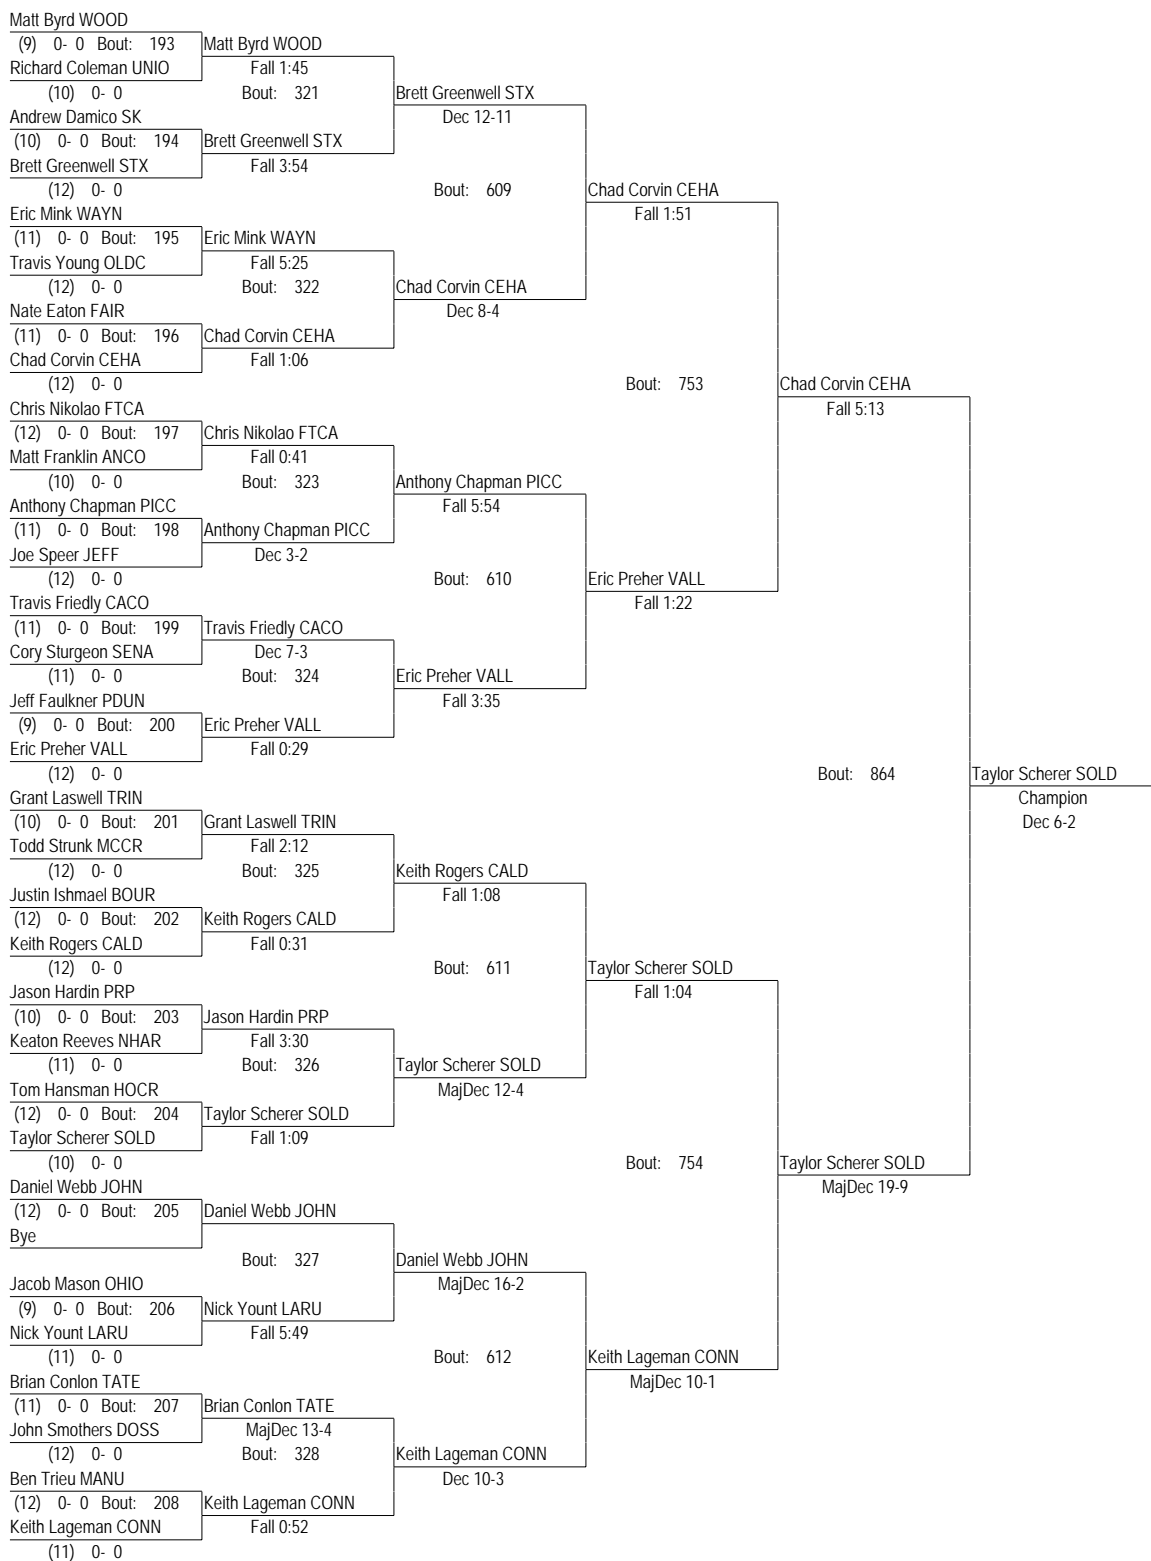 Matt Byrd WOOD
(9) 0- 0 Bout: 193 Matt Byrd WOOD
Richard Coleman UNIO Fall 1:45
(10) 0- 0 Bout: 321 Brett Greenwell STX
Andrew Damico SK Dec 12-11
(10) 0- 0 Bout: 194 Brett Greenwell STX
Brett Greenwell STX Fall 3:54
(12) 0- 0 Bout: 609 Chad Corvin CEHA
Eric Mink WAYN Fall 1:51
(11) 0- 0 Bout: 195 Eric Mink WAYN
Travis Young OLDC Fall 5:25
(12) 0- 0 Bout: 322 Chad Corvin CEHA
Nate Eaton FAIR Dec 8-4
(11) 0- 0 Bout: 196 Chad Corvin CEHA
Chad Corvin CEHA Fall 1:06
(12) 0- 0 Bout: 753 Chad Corvin CEHA
Chris Nikolao FTCA Fall 5:13
(12) 0- 0 Bout: 197 Chris Nikolao FTCA
Matt Franklin ANCO Fall 0:41
(10) 0- 0 Bout: 323 Anthony Chapman PICC
Anthony Chapman PICC Fall 5:54
(11) 0- 0 Bout: 198 Anthony Chapman PICC
Joe Speer JEFF Dec 3-2
(12) 0- 0 Bout: 610 Eric Preher VALL
Travis Friedly CACO Fall 1:22
(11) 0- 0 Bout: 199 Travis Friedly CACO
Cory Sturgeon SENA Dec 7-3
(11) 0- 0 Bout: 324 Eric Preher VALL
Jeff Faulkner PDUN Fall 3:35
(9) 0- 0 Bout: 200 Eric Preher VALL
Eric Preher VALL Fall 0:29
(12) 0- 0 Bout: 864 Taylor Scherer SOLD
Grant Laswell TRIN Champion
(10) 0- 0 Bout: 201 Grant Laswell TRIN Dec 6-2
Todd Strunk MCCR Fall 2:12
(12) 0- 0 Bout: 325 Keith Rogers CALD
Justin Ishmael BOUR Fall 1:08
(12) 0- 0 Bout: 202 Keith Rogers CALD
Keith Rogers CALD Fall 0:31
(12) 0- 0 Bout: 611 Taylor Scherer SOLD
Jason Hardin PRP Fall 1:04
(10) 0- 0 Bout: 203 Jason Hardin PRP
Keaton Reeves NHAR Fall 3:30
(11) 0- 0 Bout: 326 Taylor Scherer SOLD
Tom Hansman HOCR MajDec 12-4
(12) 0- 0 Bout: 204 Taylor Scherer SOLD
Taylor Scherer SOLD Fall 1:09
(10) 0- 0 Bout: 754 Taylor Scherer SOLD
Daniel Webb JOHN MajDec 19-9
(12) 0- 0 Bout: 205 Daniel Webb JOHN
Bye
Bout: 327 Daniel Webb JOHN
Jacob Mason OHIO MajDec 16-2
(9) 0- 0 Bout: 206 Nick Yount LARU
Nick Yount LARU Fall 5:49
(11) 0- 0 Bout: 612 Keith Lageman CONN
Brian Conlon TATE MajDec 10-1
(11) 0- 0 Bout: 207 Brian Conlon TATE
John Smothers DOSS MajDec 13-4
(12) 0- 0 Bout: 328 Keith Lageman CONN
Ben Trieu MANU Dec 10-3
(12) 0- 0 Bout: 208 Keith Lageman CONN
Keith Lageman CONN Fall 0:52
(11) 0- 0